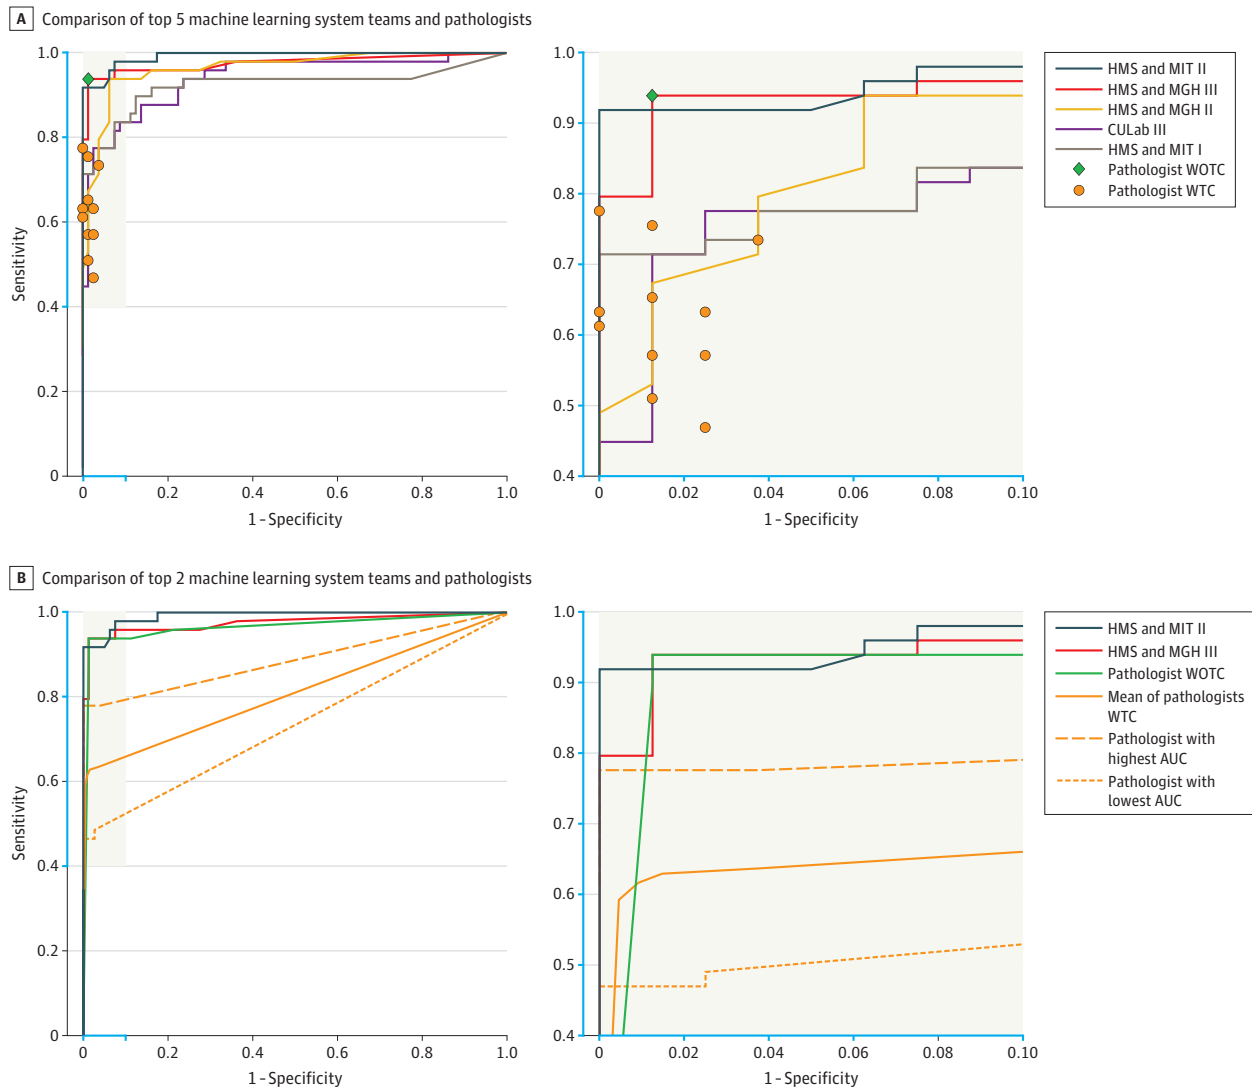 A Comparison of top 5 machine learning system teams and pathologists
1.0
0.8
0.6
0.4
0.2
0
Sensitivity
0
0.2
0.4
0.6
0.8
1.0
1 - Specificity
1.0
0.9
0.8
0.7
0.6
0.5
0.4
0
0.02
0.04
0.06
0.08
0.10
1 - Specificity
HMS and MIT II
HMS and MGH III
HMS and MGH II
CULab III
HMS and MIT I
Pathologist WOTC
Pathologist WTC
B Comparison of top 2 machine learning system teams and pathologists
1.0
0.8
0.6
0.4
0.2
0
Sensitivity
0
0.2
0.4
0.6
0.8
1.0
1 - Specificity
1.0
0.9
0.8
0.7
0.6
0.5
0.4
0
0.02
0.04
0.06
0.08
0.10
1 - Specificity
HMS and MIT II
HMS and MGH III
Pathologist WOTC
Mean of pathologists
WTC
Pathologist with
highest AUC
Pathologist with
lowest AUC